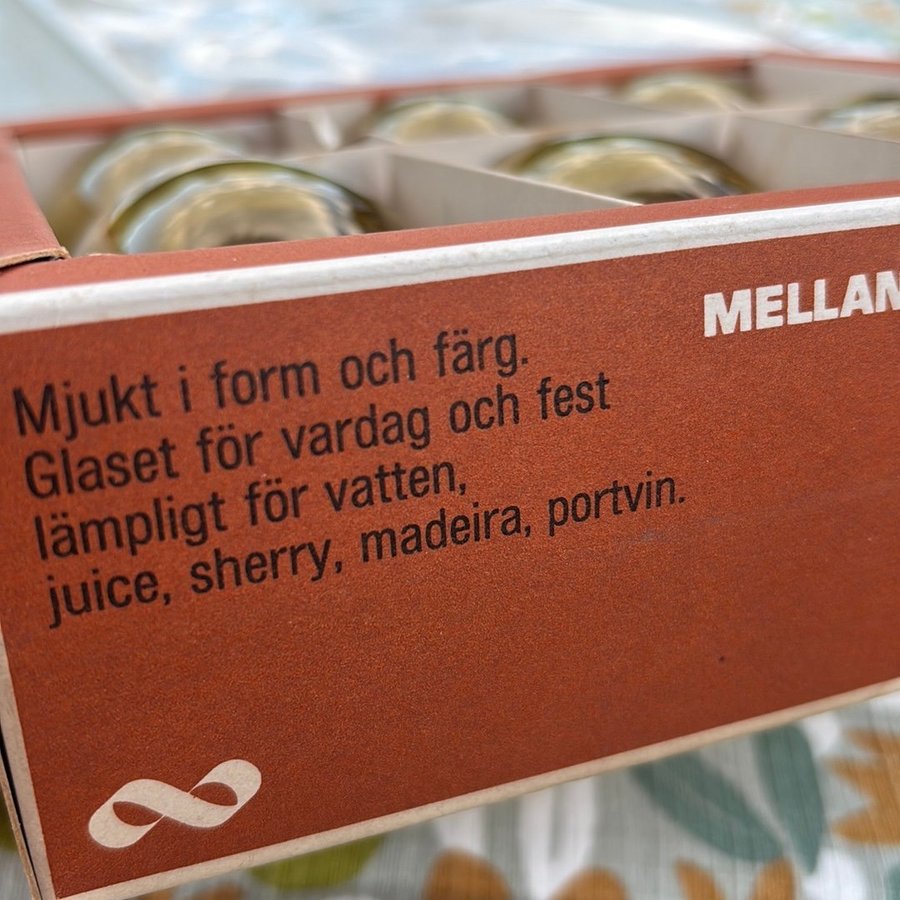 MELLAN
Mjukt i form och färg.
Glaset för vardag och fest
lämpligt för vatten,
juice, sherry, madeira, portvin.